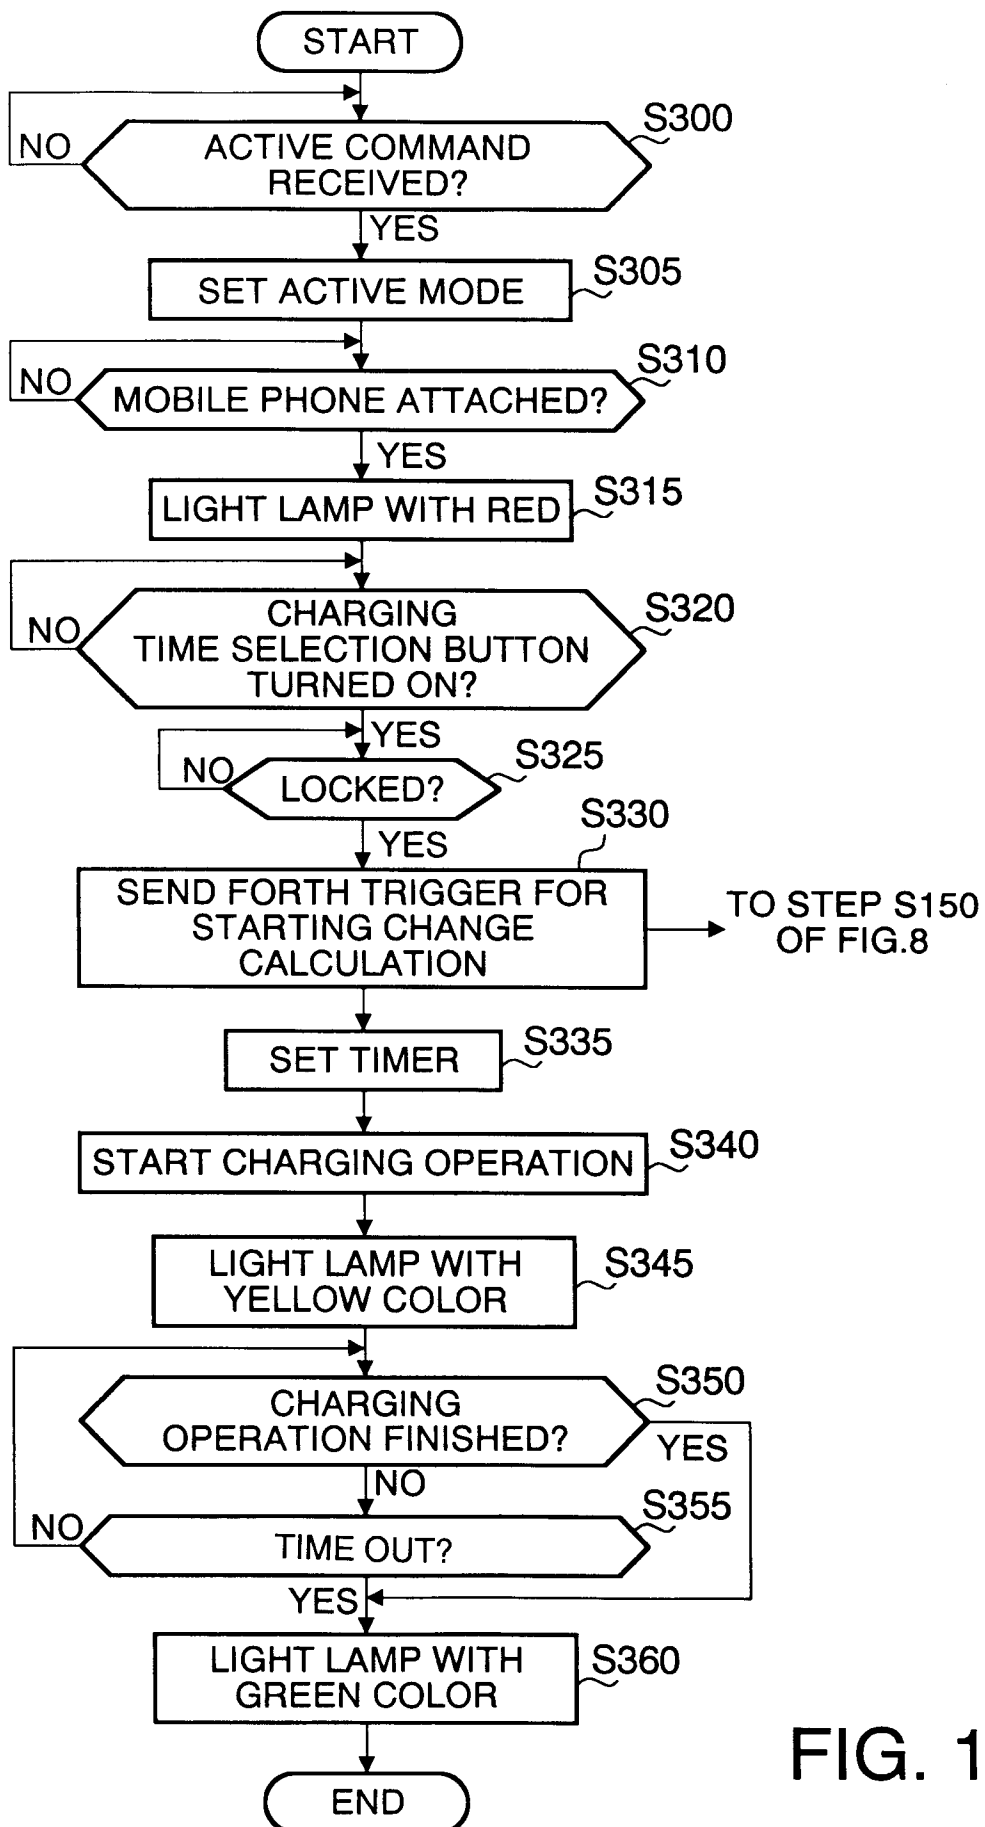 START
NO
ACTIVE COMMAND
RECEIVED?
S300
YES
SET ACTIVE MODE
S305
NO
MOBILE PHONE ATTACHED?
S310
YES
LIGHT LAMP WITH RED
S315
NO
CHARGING
TIME SELECTION BUTTON
TURNED ON?
S320
YES
NO
LOCKED?
S325
YES
S330
SEND FORTH TRIGGER FOR
STARTING CHANGE
CALCULATION
TO STEP S150
OF FIG.8
SET TIMER
S335
START CHARGING OPERATION
S340
LIGHT LAMP WITH
YELLOW COLOR
S345
CHARGING
OPERATION FINISHED?
S350
YES
NO
NO
TIME OUT?
S355
YES
LIGHT LAMP WITH
GREEN COLOR
S360
END
FIG. 1